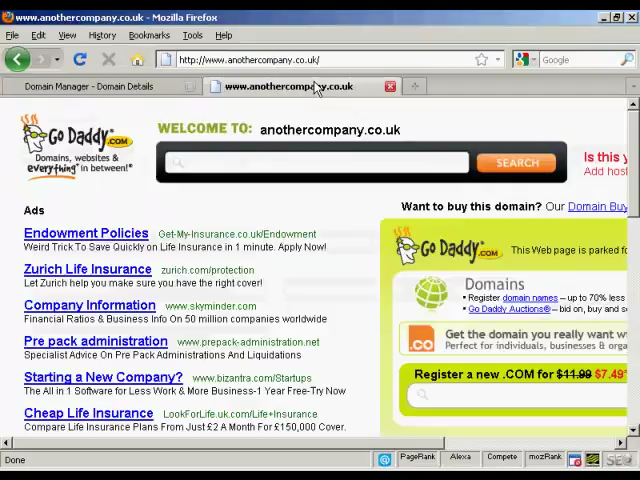 www.anothercompany.co.uk - Mozilla Firefox
File Edit View History Bookmarks Tools Help
http://www.anothercompany.co.uk/
Google
Domain Manager - Domain Details
www.anothercompany.co.uk
Go Daddy.COM
Domains, websites &
everything* in between!™
WELCOME TO: anothercompany.co.uk
SEARCH
Is this y
Add host
Want to buy this domain? Our Domain Buy
Ads
Endowment Policies Get-My-Insurance.co.uk/Endowment
Weird Trick To Save Quickly on Life Insurance in 1 minute. Apply Now!
Zurich Life Insurance zurich.com/protection
Let Zurich help you make sure you have the right cover!
Company Information www.skyminder.com
Financial Ratios & Business Info On 50 million companies worldwide
Pre pack administration www.prepack-administration.net
Specialist Advice On Pre Pack Administrations And Liquidations
Starting a New Company? www.bizantra.com/Startups
The All in 1 Software for Less Work & More Business-1 Year Free-Try Now
Cheap Life Insurance LookForLife.uk.com/Life+Insurance
Compare Life Insurance Plans From Just £2 A Month For £150,000 Cover.
Go Daddy.COM
This Web page is parked fo
Domains
• Register domain names – up to 70% less
• Go Daddy Auctions® – bid on, buy and s
.co
Get the domain you really want w
Perfect for individuals, businesses & orga
Register a new .COM for $11.99 $7.49*
Done
PageRank
Alexa
Compete
mozRank